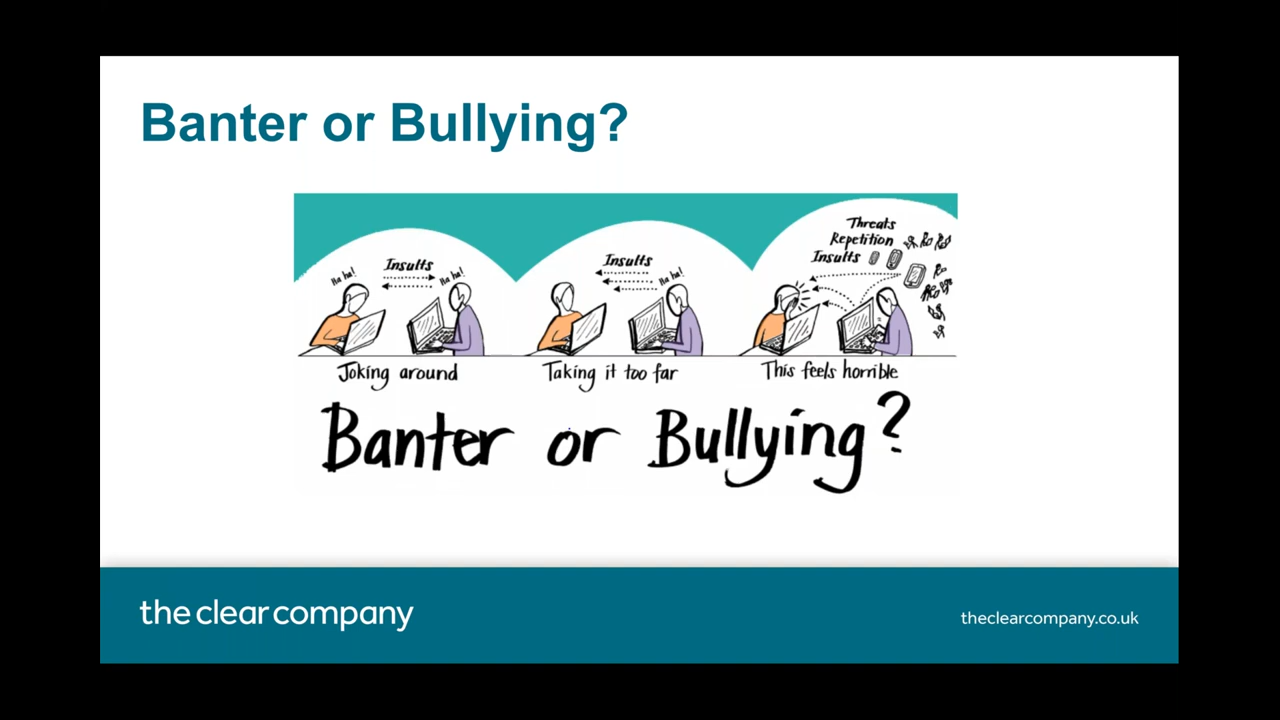 Banter or Bullying?
Ha ha!
Insults
Ha ha!
Joking around
Insults
Ha ha!
Taking it too far
Threats
Repetition
Insults
This feels horrible
Banter or Bullying?
the clear company
theclearcompany.co.uk